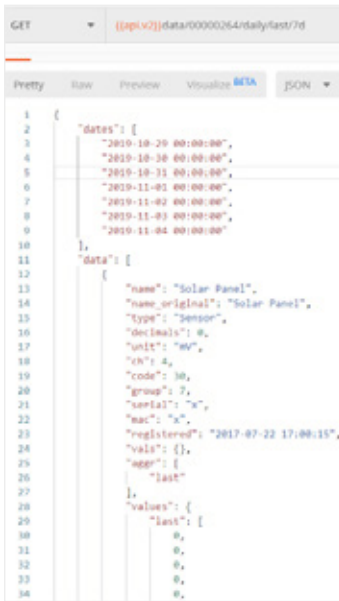 GET {{api.v2}}data/00000264/daily/last/7d
Pretty Raw Preview Visualize BETA JSON
1 {
2 "dates": [
3 "2019-10-29 00:00:00",
4 "2019-10-30 00:00:00",
5 "2019-10-31 00:00:00",
6 "2019-11-01 00:00:00",
7 "2019-11-02 00:00:00",
8 "2019-11-03 00:00:00",
9 "2019-11-04 00:00:00"
10 ],
11 "data": [
12 {
13 "name": "Solar Panel",
14 "name_original": "Solar Panel",
15 "type": "Sensor",
16 "decimals": 0,
17 "unit": "mV",
18 "ch": 4,
19 "code": 30,
20 "group": 7,
21 "serial": "x",
22 "mac": "x",
23 "registered": "2017-07-22 17:00:15",
24 "vals": {},
25 "aggr": [
26 "last"
27 ],
28 "values": {
29 "last": [
30 0,
31 0,
32 0,
33 0,
34 0,